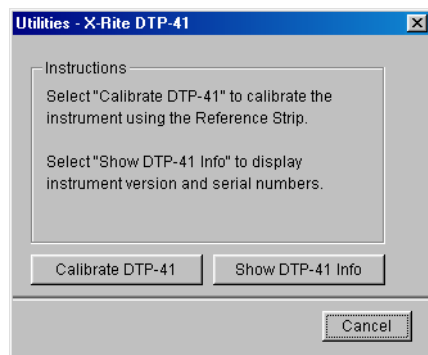 Utilities - X-Rite DTP-41
Instructions
Select "Calibrate DTP-41" to calibrate the
instrument using the Reference Strip.
Select "Show DTP-41 Info" to display
instrument version and serial numbers.
Calibrate DTP-41 Show DTP-41 Info
Cancel